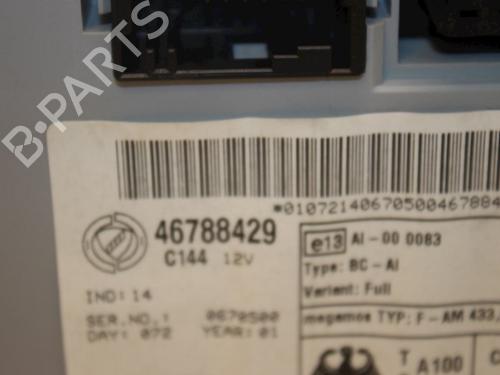 B-PARTS
*01072140670500467884
46788429
C144 12V
IND: 14
SER.NO.: 0670500
DAY: 072 YEAR: 01
e13 AI-00 0083
Type: BC-AI
Varient: Full
megamos TYP: F-AM 433,
T A100